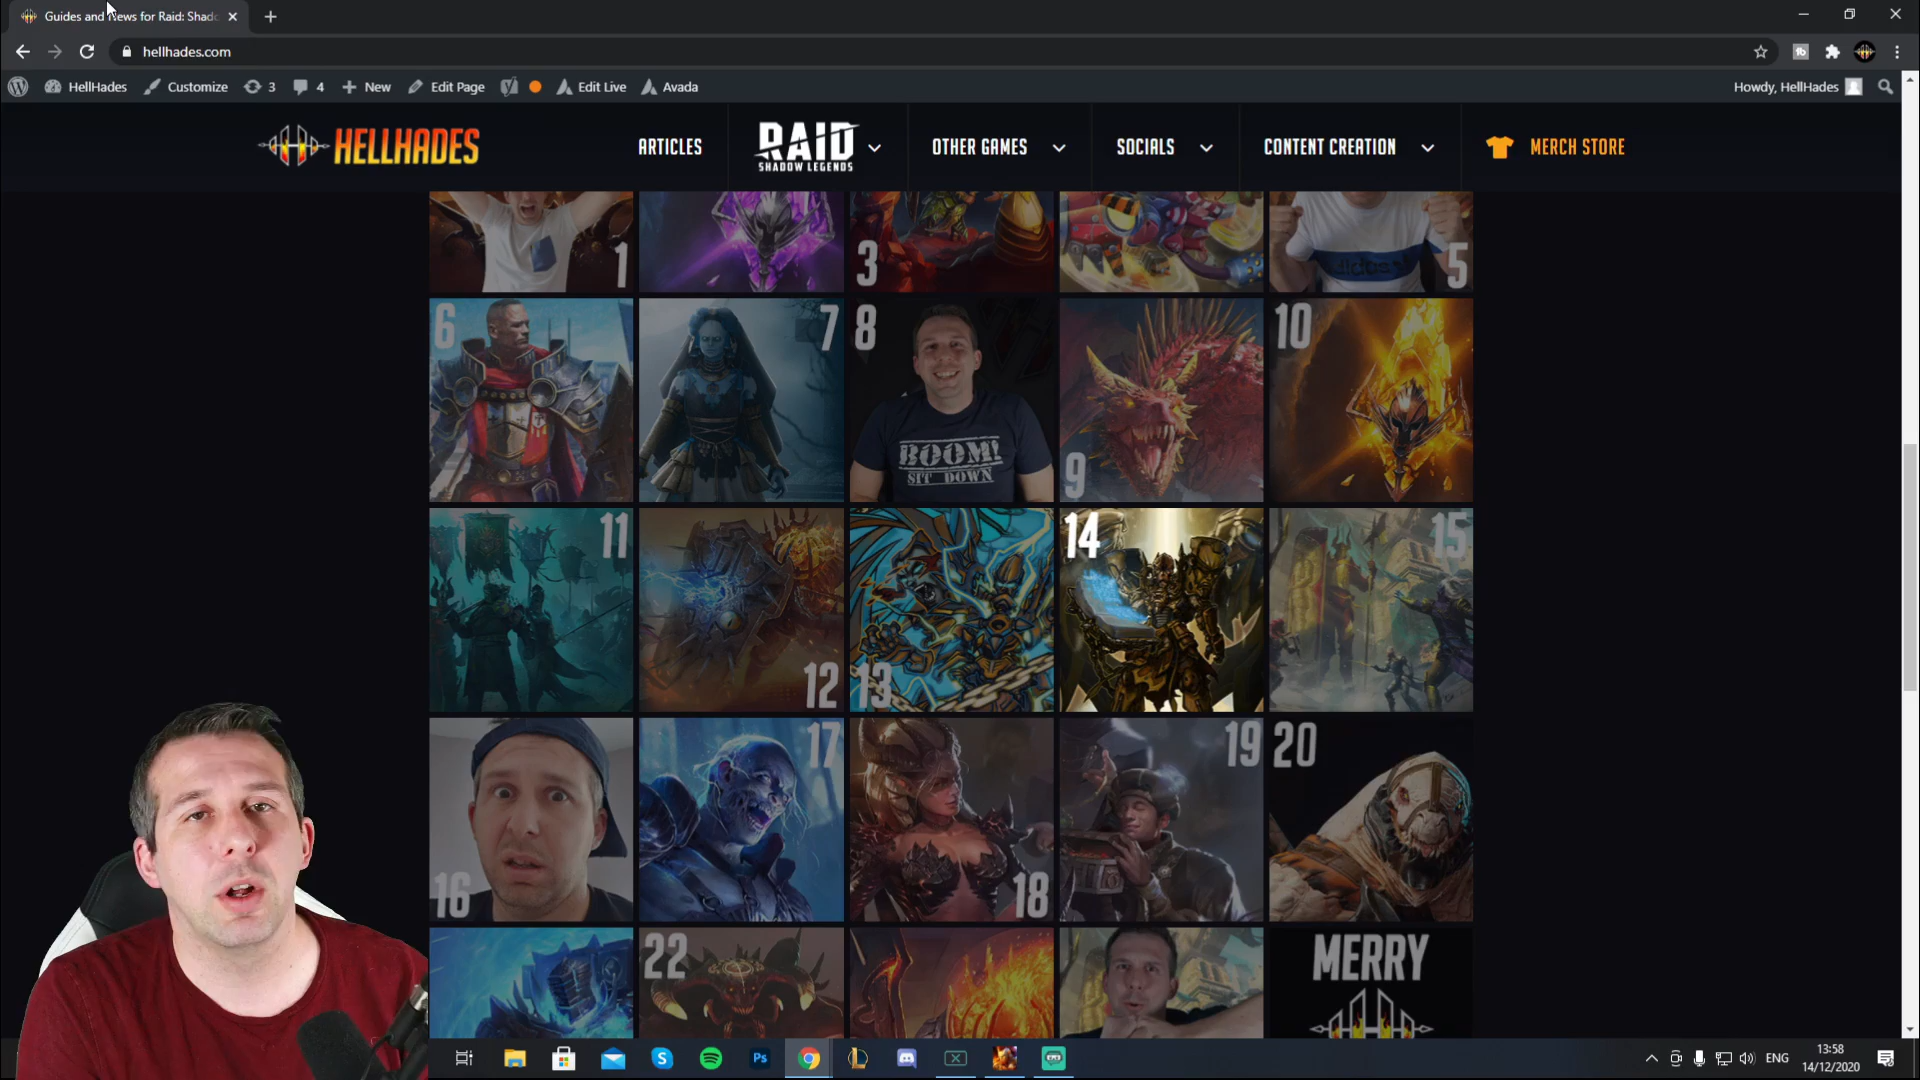 Guides and News for Raid: Shad
hellhades.com
HellHades
Customize
3
4
New
Edit Page
Edit Live
Avada
Howdy, HellHades
HELLHADES
ARTICLES
RAID
SHADOW LEGENDS
OTHER GAMES
SOCIALS
CONTENT CREATION
MERCH STORE
1
3
adidas
5
6
7
8
BOOM!
SIT DOWN
9
10
11
12
13
14
15
16
17
18
19
20
22
MERRY
Ps
ENG
13:58
14/12/2020